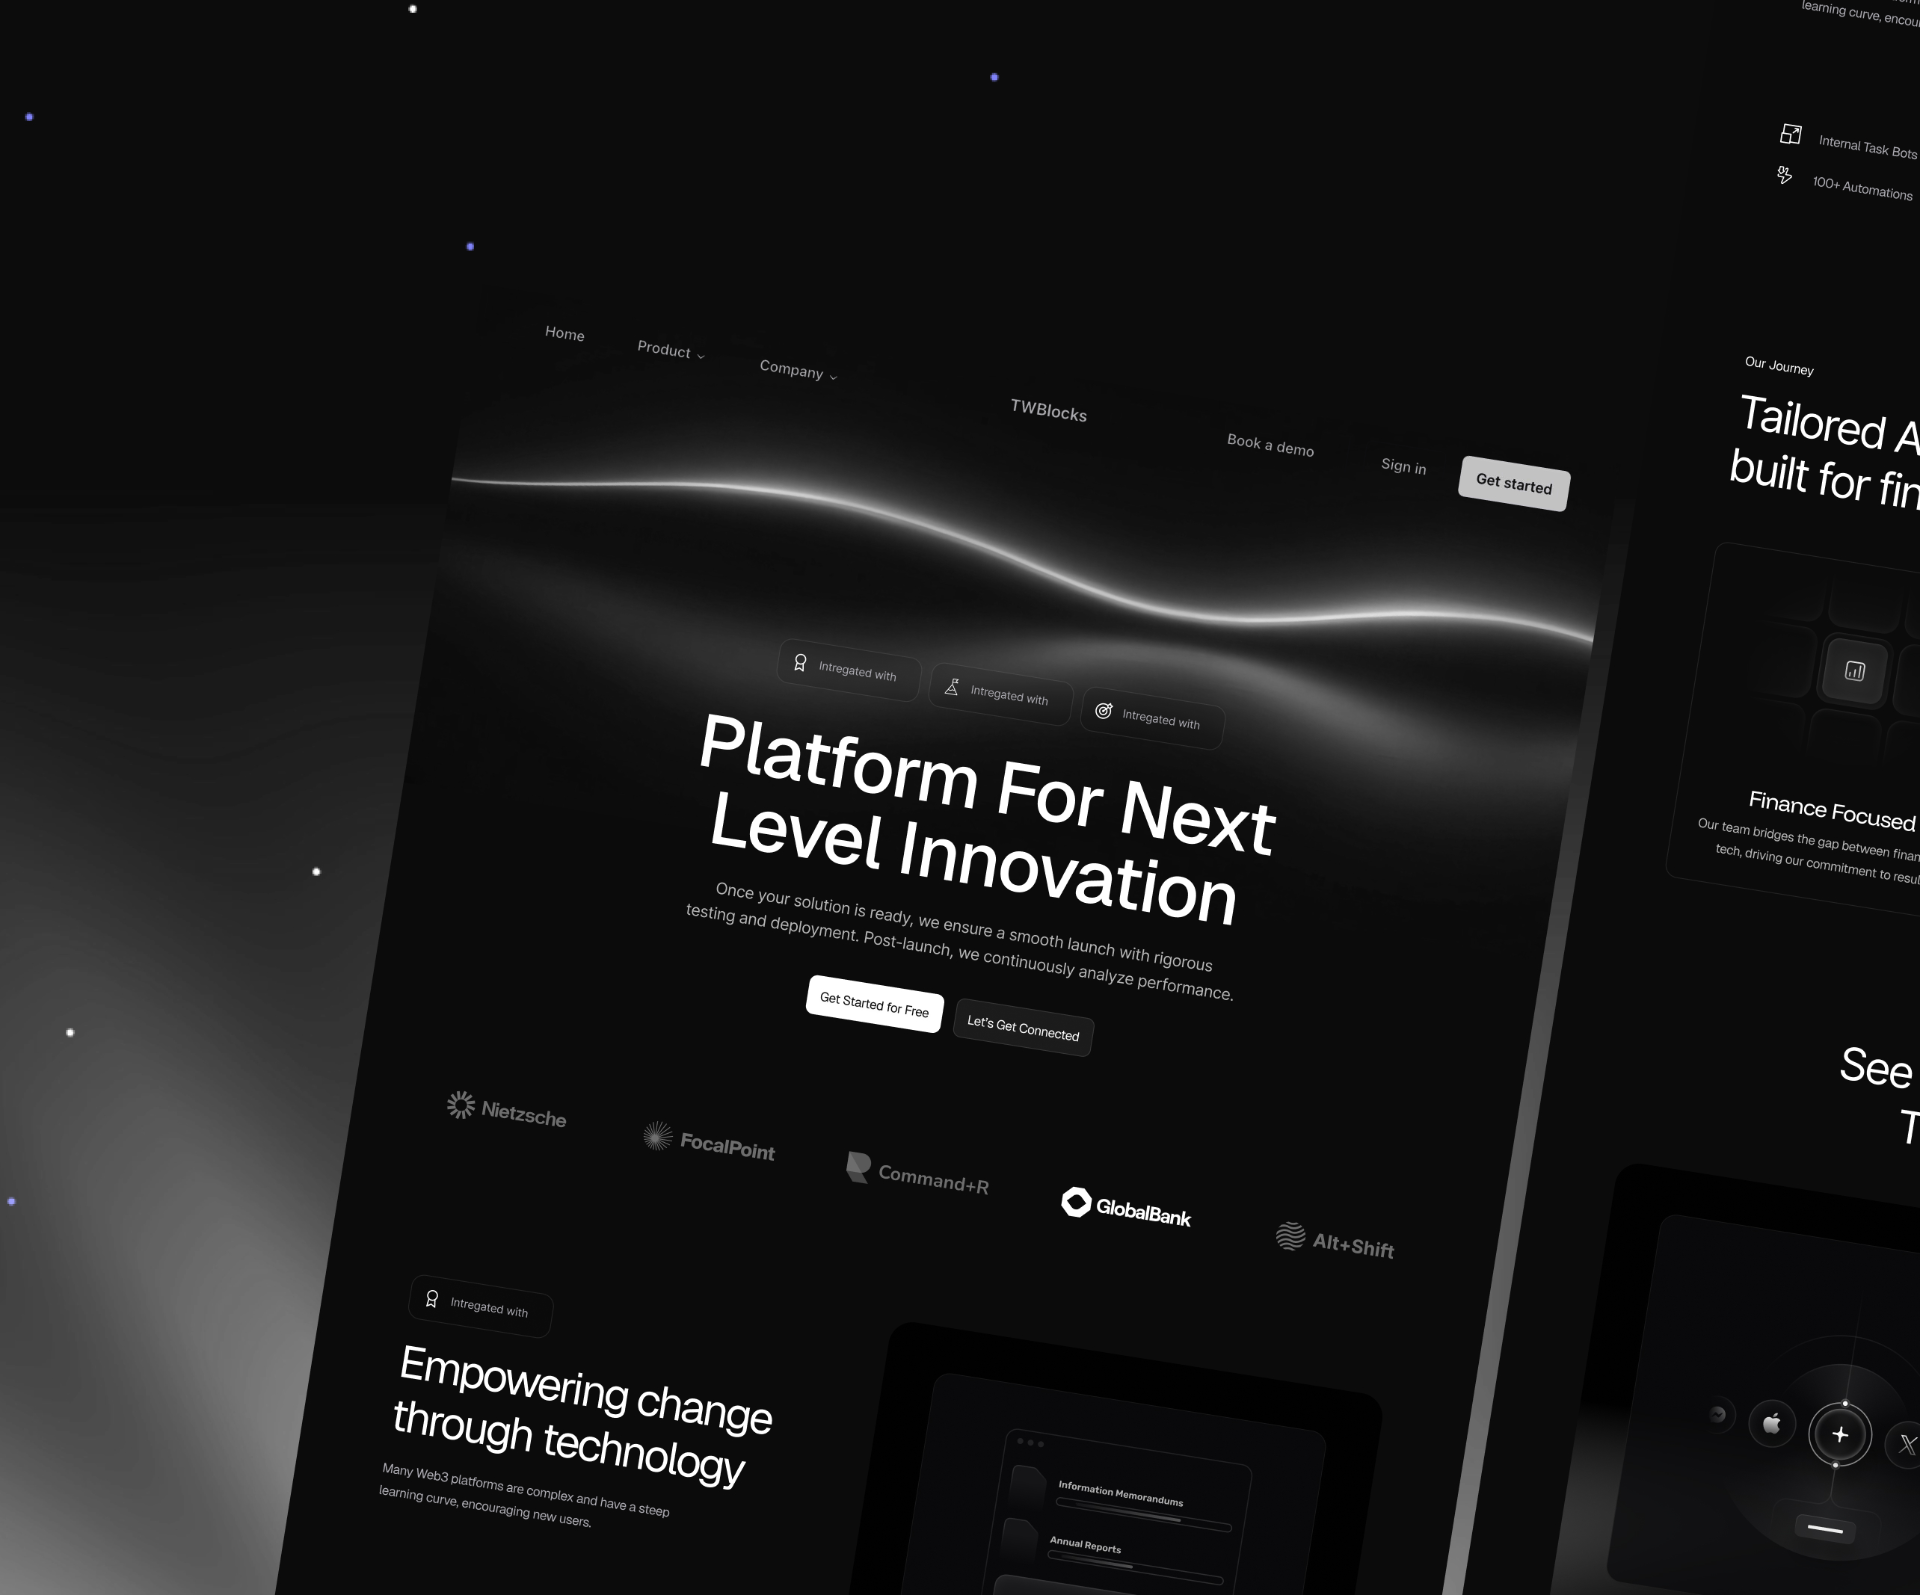 Home
Product
Company
TWBlocks
Book a demo
Sign in
Get started
Intregated with
Intregated with
Intregated with
Platform For Next
Level Innovation
Once your solution is ready, we ensure a smooth launch with rigorous
testing and deployment. Post-launch, we continuously analyze performance.
Get Started for Free
Let's Get Connected
Nietzsche
FocalPoint
Command+R
GlobalBank
Alt+Shift
Intregated with
Empowering change
through technology
Many Web3 platforms are complex and have a steep
learning curve, encouraging new users.
Information Memorandums
Annual Reports
learning curve,
Internal Task Bots
100+ Automations
Our Journey
Tailored A
built for fin
Finance Focused
Our team bridges the gap between finan
tech, driving our commitment to resul
See
T